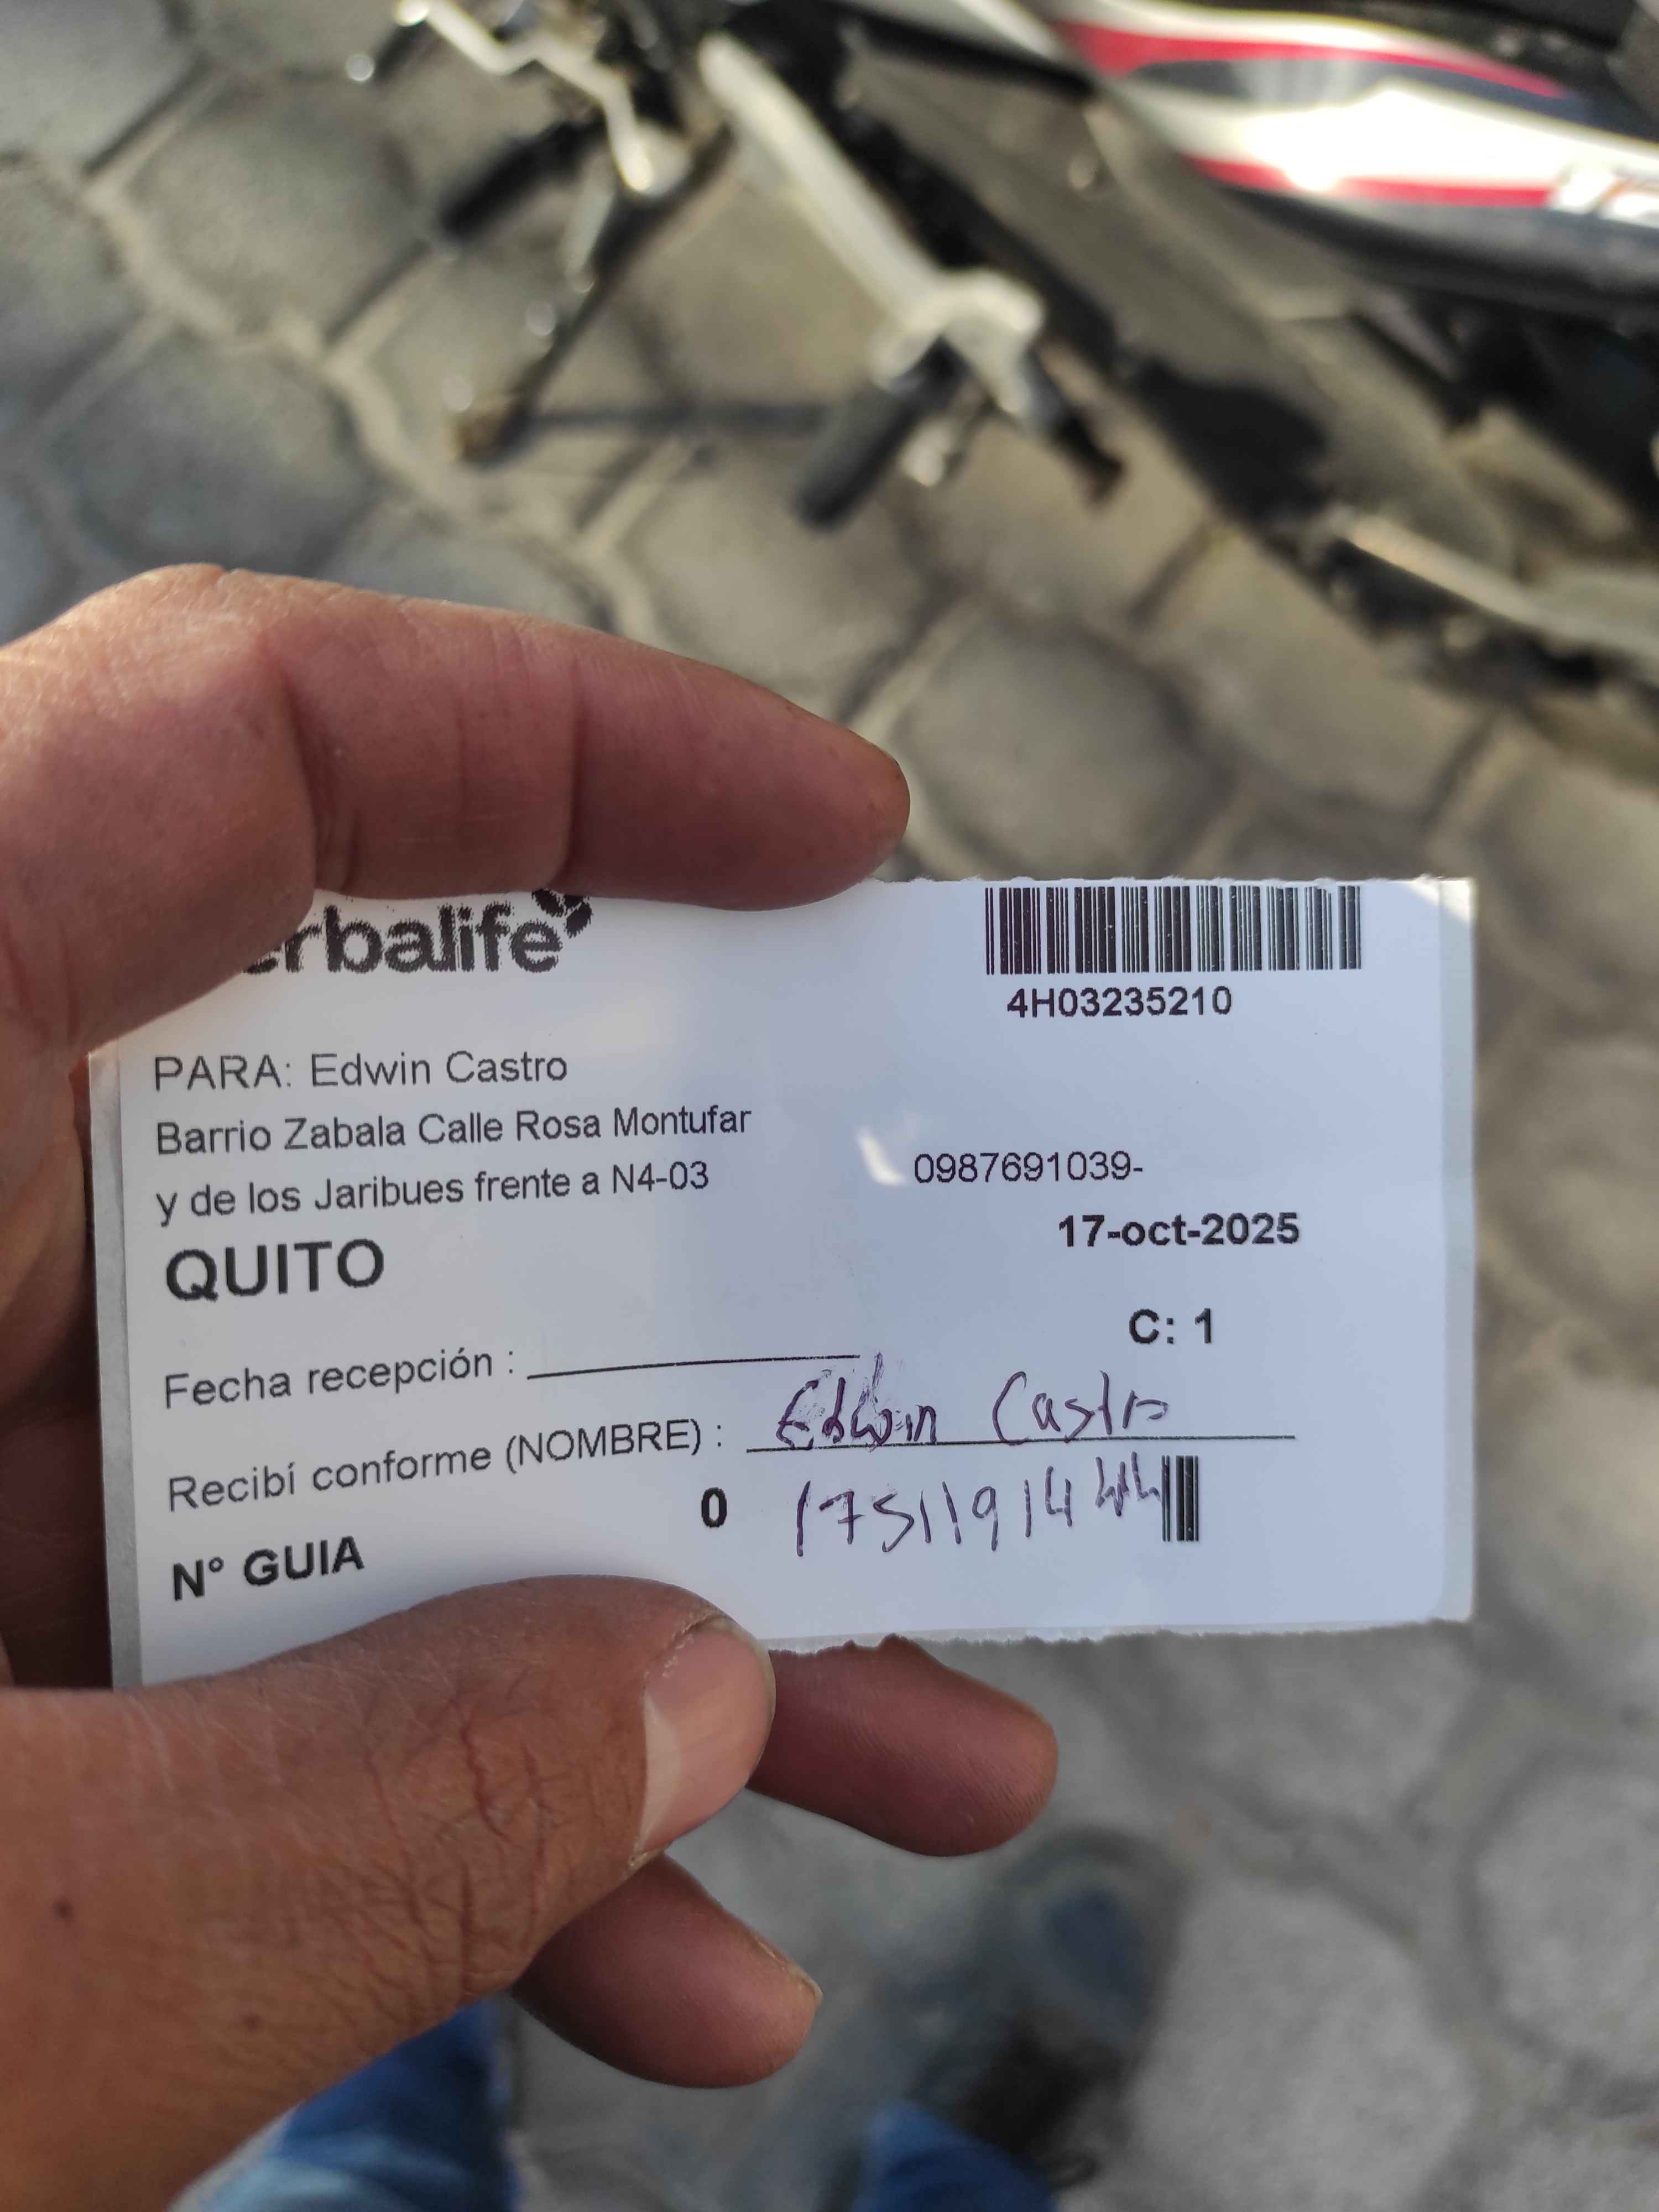 erbalife
4H03235210
PARA: Edwin Castro
Barrio Zabala Calle Rosa Montufar
y de los Jaribues frente a N4-03
0987691039-
QUITO
17-oct-2025
C: 1
Fecha recepción :
Recibí conforme (NOMBRE) : Edwin Castro
N° GUIA 0